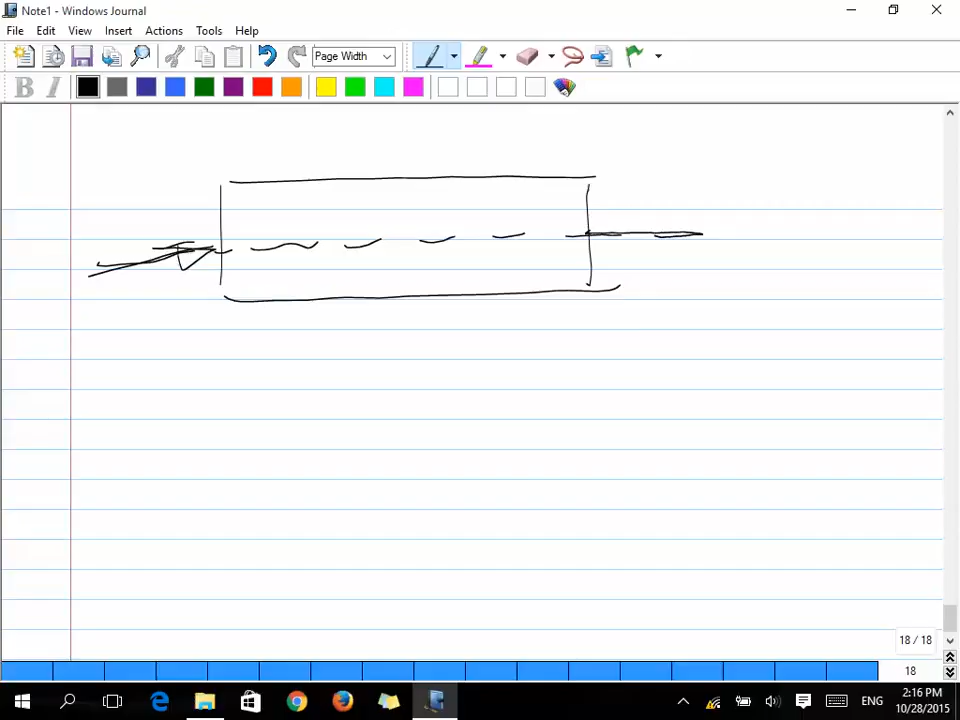 Note1 - Windows Journal
File Edit View Insert Actions Tools Help
Page Width
B I
18 / 18
18
ENG
2:16 PM
10/28/2015